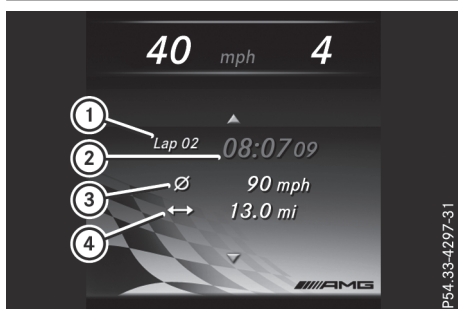 40 mph 4
1
Lap 02 08:07 09
2
3
Ø 90 mph
↔ 13.0 mi
4
AMG
P54.33-4297-31